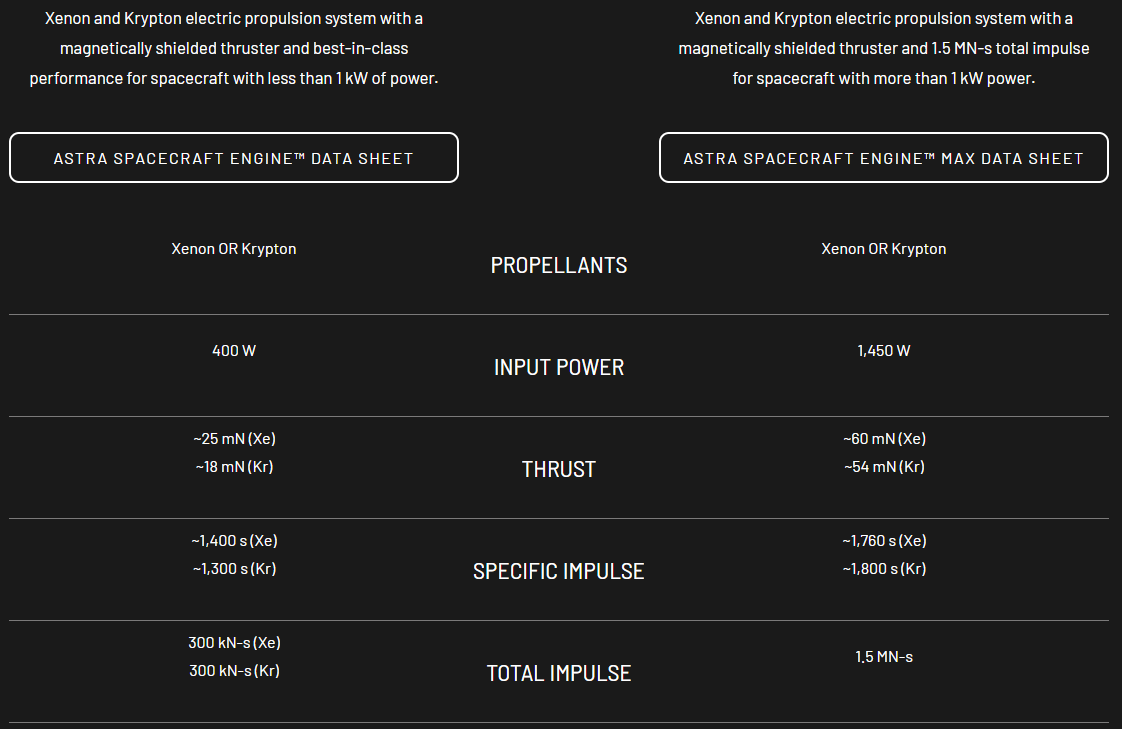 Xenon and Krypton electric propulsion system with a
magnetically shielded thruster and best-in-class
performance for spacecraft with less than 1 kW of power.
Xenon and Krypton electric propulsion system with a
magnetically shielded thruster and 1.5 MN-s total impulse
for spacecraft with more than 1 kW power.
ASTRA SPACECRAFT ENGINE™ DATA SHEET
ASTRA SPACECRAFT ENGINE™ MAX DATA SHEET
Xenon OR Krypton
PROPELLANTS
Xenon OR Krypton
400 W
INPUT POWER
1,450 W
~25 mN (Xe)
~18 mN (Kr)
THRUST
~60 mN (Xe)
~54 mN (Kr)
~1,400 s (Xe)
~1,300 s (Kr)
SPECIFIC IMPULSE
~1,760 s (Xe)
~1,800 s (Kr)
300 kN-s (Xe)
300 kN-s (Kr)
TOTAL IMPULSE
1.5 MN-s